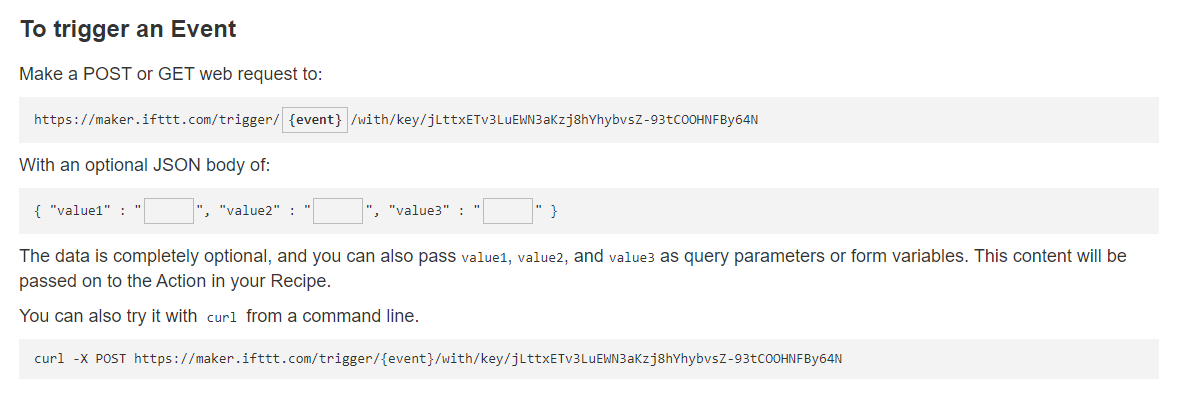 To trigger an Event
Make a POST or GET web request to:
https://maker.ifttt.com/trigger/ {event} /with/key/jLttxETv3LuEWN3aKzj8hYhybvsZ-93tCOOHNFBy64N
With an optional JSON body of:
{ "value1" : "", "value2" : "", "value3" : "" }
The data is completely optional, and you can also pass value1, value2, and value3 as query parameters or form variables. This content will be
passed on to the Action in your Recipe.
You can also try it with curl from a command line.
curl -X POST https://maker.ifttt.com/trigger/{event}/with/key/jLttxETv3LuEWN3aKzj8hYhybvsZ-93tCOOHNFBy64N